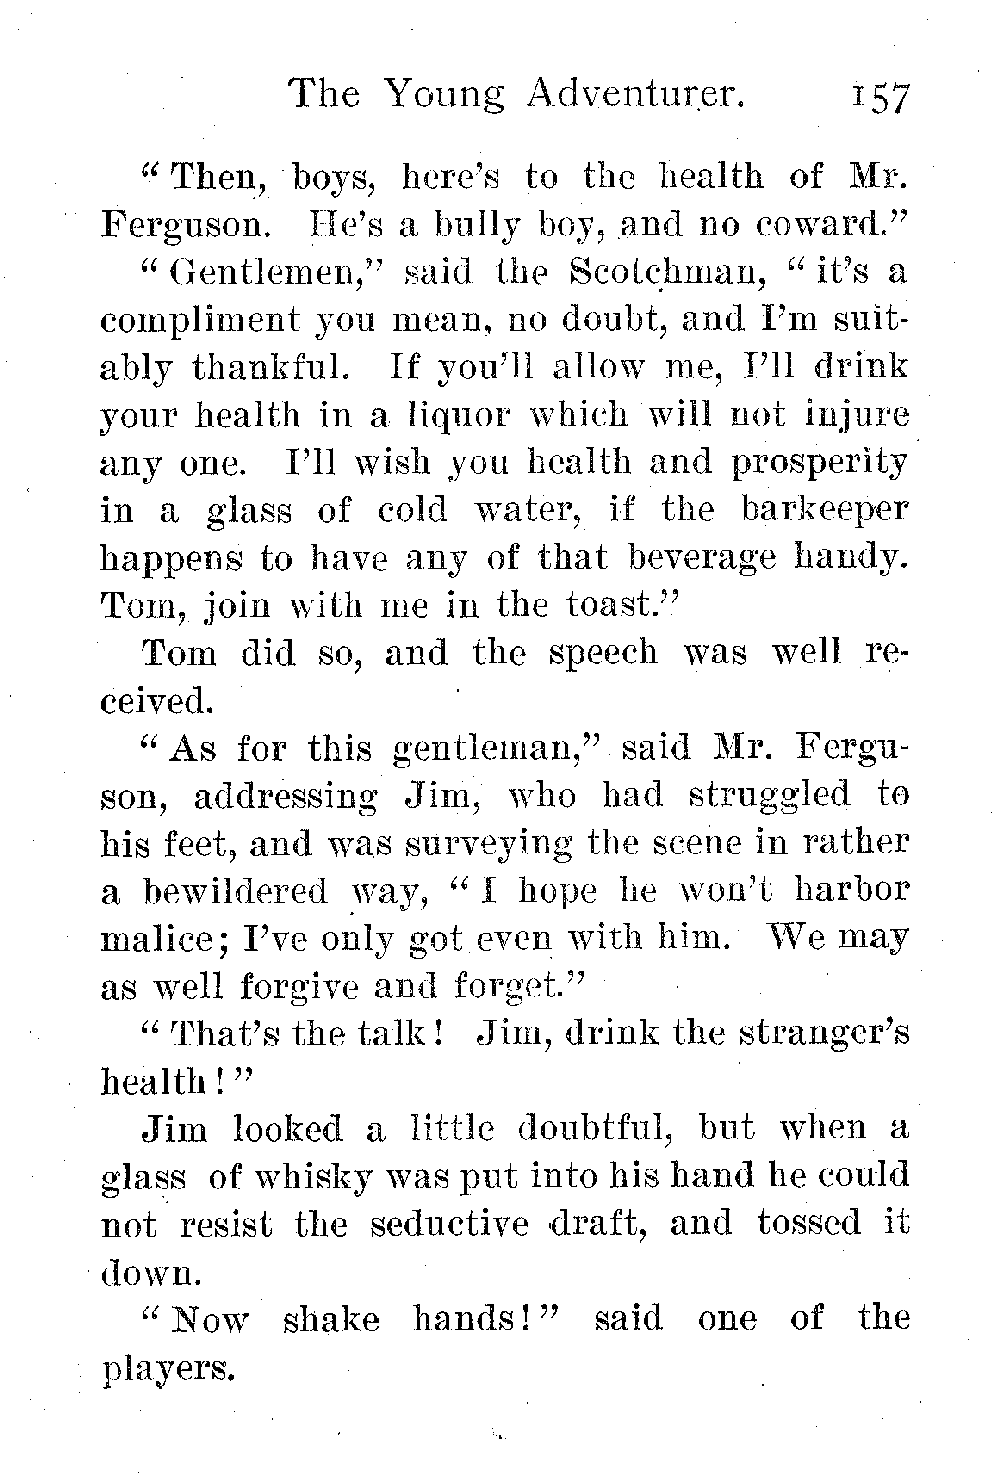 The Young Adventurer. 157
“ Then, boys, here’s to the health of Mr.
Ferguson. He’s a bully boy, and no coward.”
“ Gentlemen,” said the Scotchman, “ it’s a
compliment you mean, no doubt, and I’m suit-
ably thankful. If you’ll allow me, I’ll drink
your health in a liquor which will not injure
any one. I’ll wish you health and prosperity
in a glass of cold water, if the barkeeper
happens to have any of that beverage handy.
Tom, join with me in the toast.”
Tom did so, and the speech was well re-
ceived.
“ As for this gentleman,” said Mr. Fergu-
son, addressing Jim, who had struggled to
his feet, and was surveying the scene in rather
a bewildered way, “ I hope he won’t harbor
malice; I’ve only got even with him. We may
as well forgive and forget.”
“ That’s the talk! Jim, drink the stranger’s
health!”
Jim looked a little doubtful, but when a
glass of whisky was put into his hand he could
not resist the seductive draft, and tossed it
down.
“ Now shake hands!” said one of the
players.